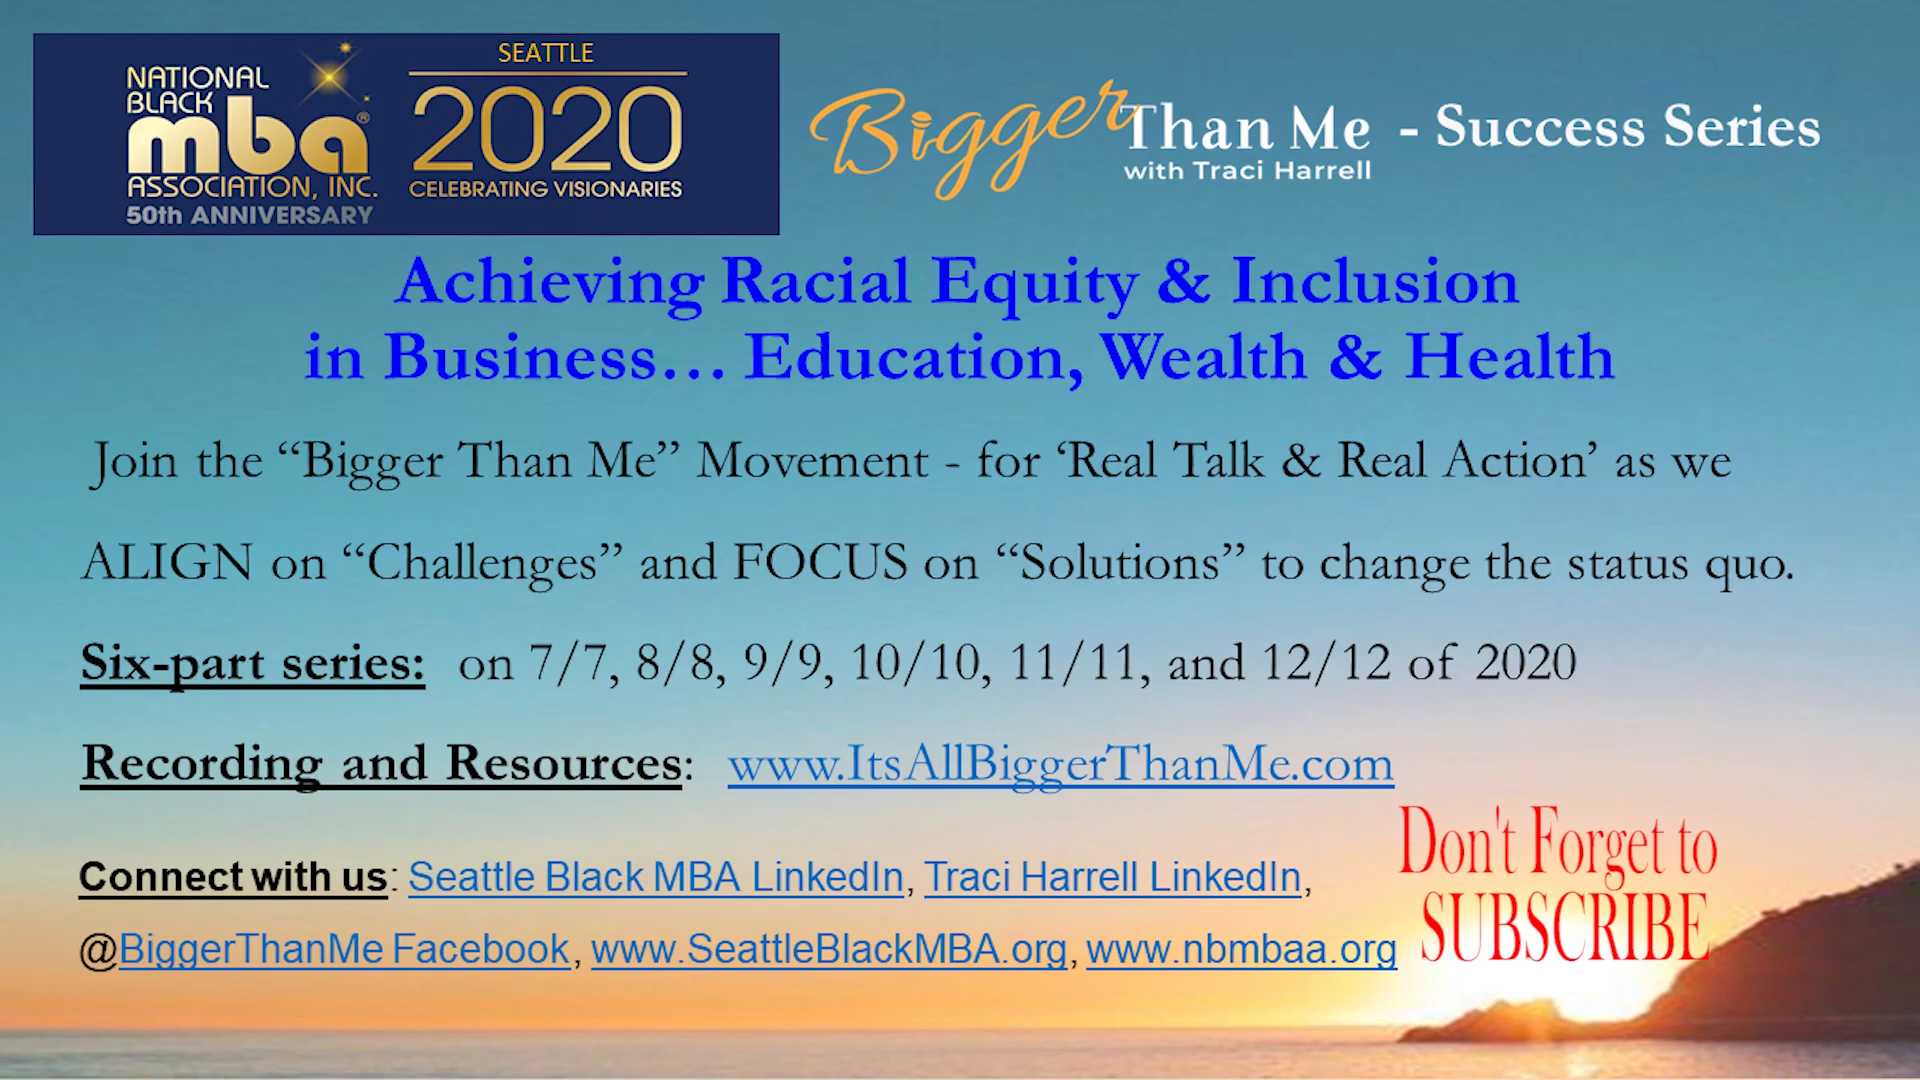 NATIONAL
BLACK
mba®
ASSOCIATION, INC.
50th ANNIVERSARY
SEATTLE
2020
CELEBRATING VISIONARIES
Bigger Than Me - Success Series
with Traci Harrell
Achieving Racial Equity & Inclusion
in Business… Education, Wealth & Health
Join the “Bigger Than Me” Movement - for ‘Real Talk & Real Action’ as we
ALIGN on “Challenges” and FOCUS on “Solutions” to change the status quo.
Six-part series: on 7/7, 8/8, 9/9, 10/10, 11/11, and 12/12 of 2020
Recording and Resources: www.ItsAllBiggerThanMe.com
Connect with us: Seattle Black MBA LinkedIn, Traci Harrell LinkedIn,
@BiggerThanMe Facebook, www.SeattleBlackMBA.org, www.nbmbaa.org
Don't Forget to
SUBSCRIBE